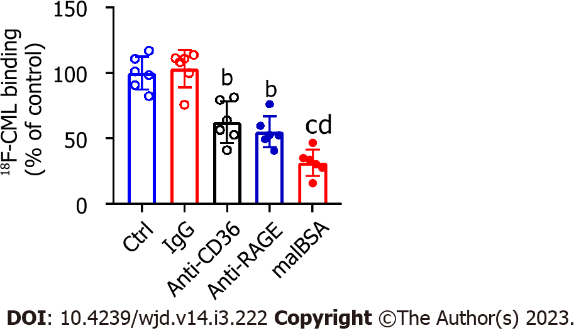 150
100
50
0
¹⁸F-CML binding
(% of control)
b
b
cd
Ctrl
IgG
Anti-CD36
Anti-RAGE
malBSA
DOI: 10.4239/wjd.v14.i3.222 Copyright ©The Author(s) 2023.